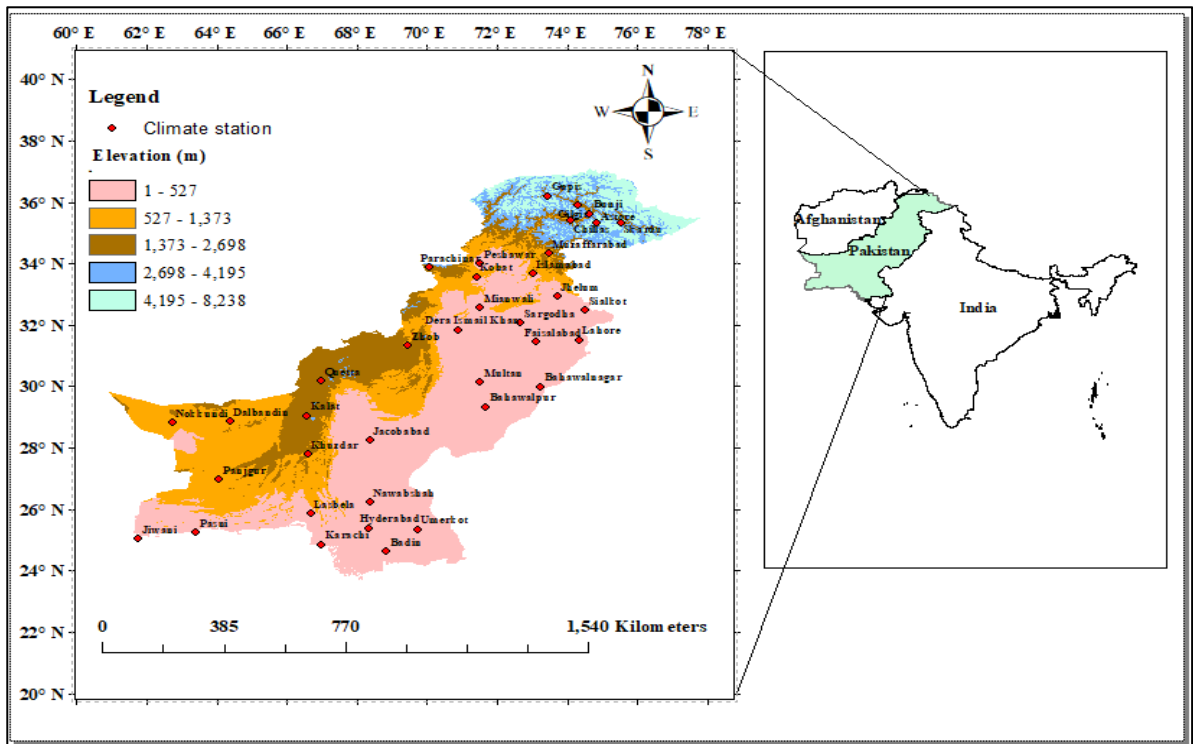 60° E 62° E 64° E 66° E 68° E 70° E 72° E 74° E 76° E 78° E
40° N
38° N
36° N
34° N
32° N
30° N
28° N
26° N
24° N
22° N
20° N
N
W E
S
Legend
Climate station
Elevation (m)
1 - 527
527 - 1,373
1,373 - 2,698
2,698 - 4,195
4,195 - 8,238
Gupis
Bonji
Gilgit
Astore
Chillas
Skardu
Muzaffarabad
Parachinar
Peshawar
Kohat
Islamabad
Jhelum
Mianwali
Sialkot
Dera Ismail Khan
Sargodha
Faisalabad
Lahore
Zhob
Quetta
Multan
Bahawalnagar
Bahawalpur
Nokkundi
Dalbandin
Kalat
Jacobabad
Khuzdar
Panjgur
Nawabshah
Lasbela
Hyderabad
Umerkot
Jiwani
Pasni
Karachi
Badin
0 385 770 1,540 Kilometers
Afghanistan
Pakistan
India